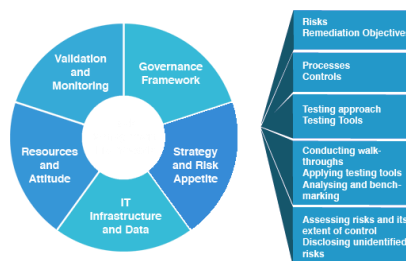 Validation
and
Monitoring
Governance
Framework
Resources
and
Attitude
Strategy
and Risk
Appetite
IT
Infrastructure
and Data
Risks
Remediation Objective
Processes
Controls
Testing approach
Testing Tools
Conducting walk-
throughs
Applying testing tools
Analysing and bench-
marking
Assessing risks and its
extent of control
Disclosing unidentified
risks